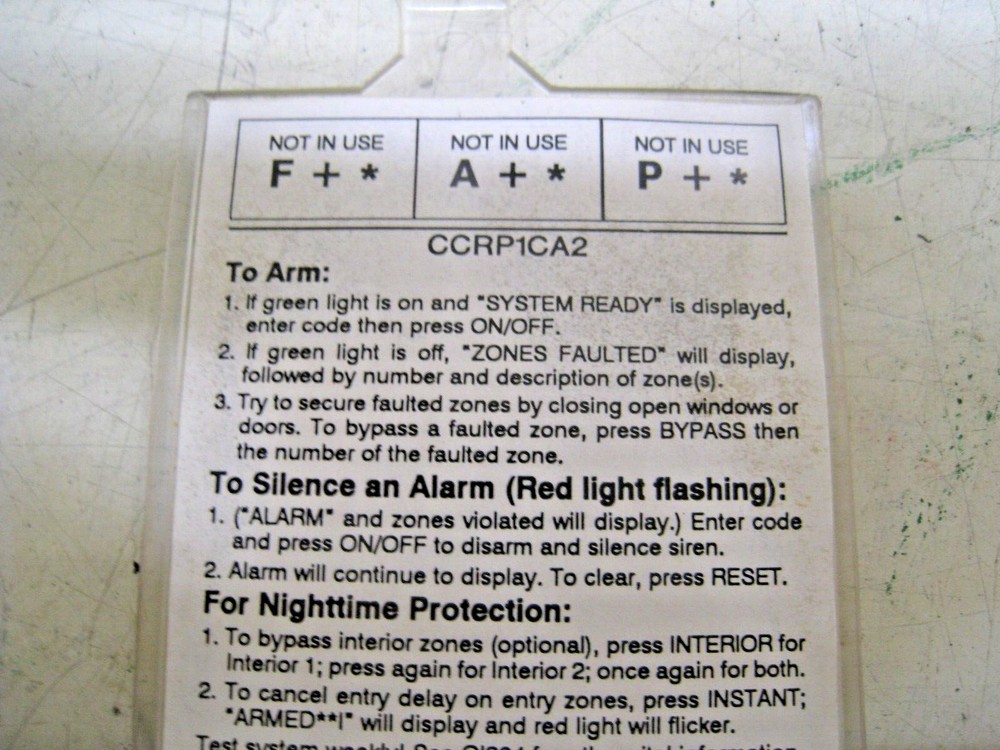 NOT IN USE NOT IN USE NOT IN USE
F + * A + * P + *
CCRP1CA2
To Arm:
1. If green light is on and "SYSTEM READY" is displayed,
enter code then press ON/OFF.
2. If green light is off, "ZONES FAULTED" will display,
followed by number and description of zone(s).
3. Try to secure faulted zones by closing open windows or
doors. To bypass a faulted zone, press BYPASS then
the number of the faulted zone.
To Silence an Alarm (Red light flashing):
1. ("ALARM" and zones violated will display.) Enter code
and press ON/OFF to disarm and silence siren.
2. Alarm will continue to display. To clear, press RESET.
For Nighttime Protection:
1. To bypass interior zones (optional), press INTERIOR for
Interior 1; press again for Interior 2; once again for both.
2. To cancel entry delay on entry zones, press INSTANT;
"ARMED**I" will display and red light will flicker.
Test system weekly! See